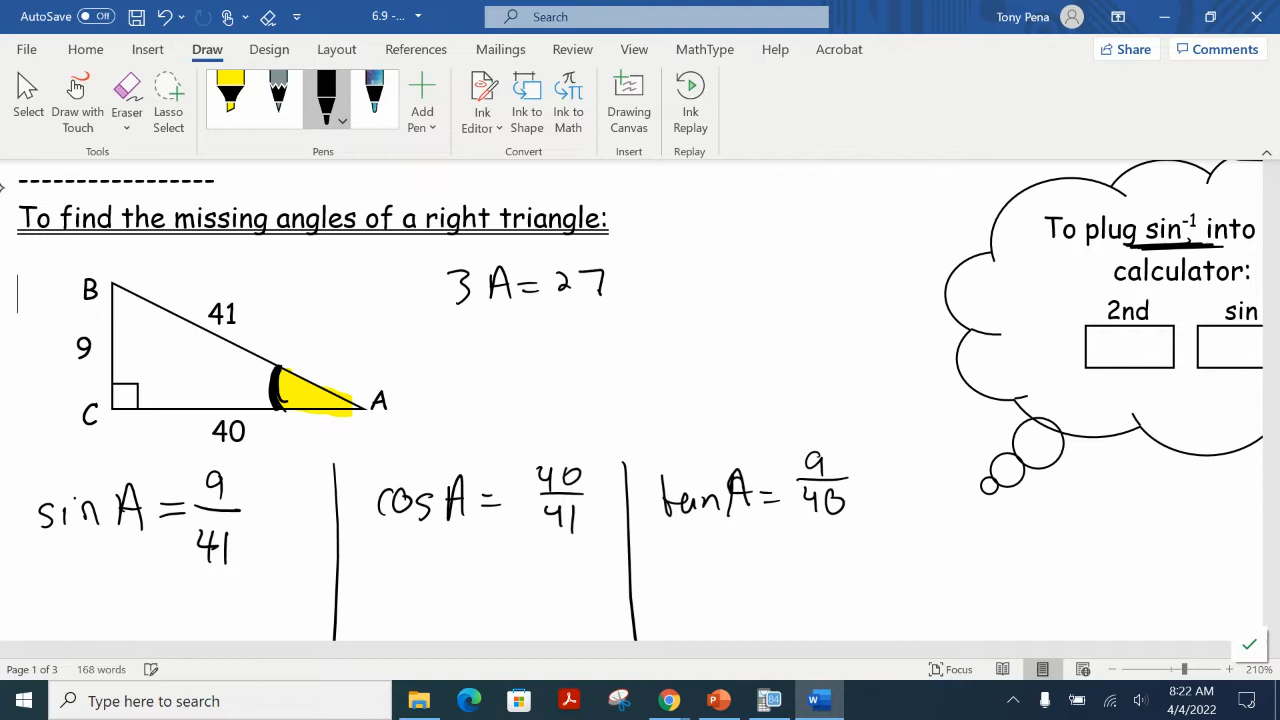 AutoSave Off 6.9 -... Search Tony Pena
File Home Insert Draw Design Layout References Mailings Review View MathType Help Acrobat Share Comments
Select Draw with Touch Eraser Lasso Select Add Pen Ink Editor Ink to Shape Ink to Math Drawing Canvas Ink Replay
Tools Pens Convert Insert Replay
----------------
To find the missing angles of a right triangle:
To plug sin⁻¹ into
calculator:
2nd sin
3 A = 27
B
41
9
C
A
40
sin A = 9/41
cos A = 40/41
tan A = 9/40
Page 1 of 3 168 words Focus 210%
Type here to search 64 8:22 AM
4/4/2022